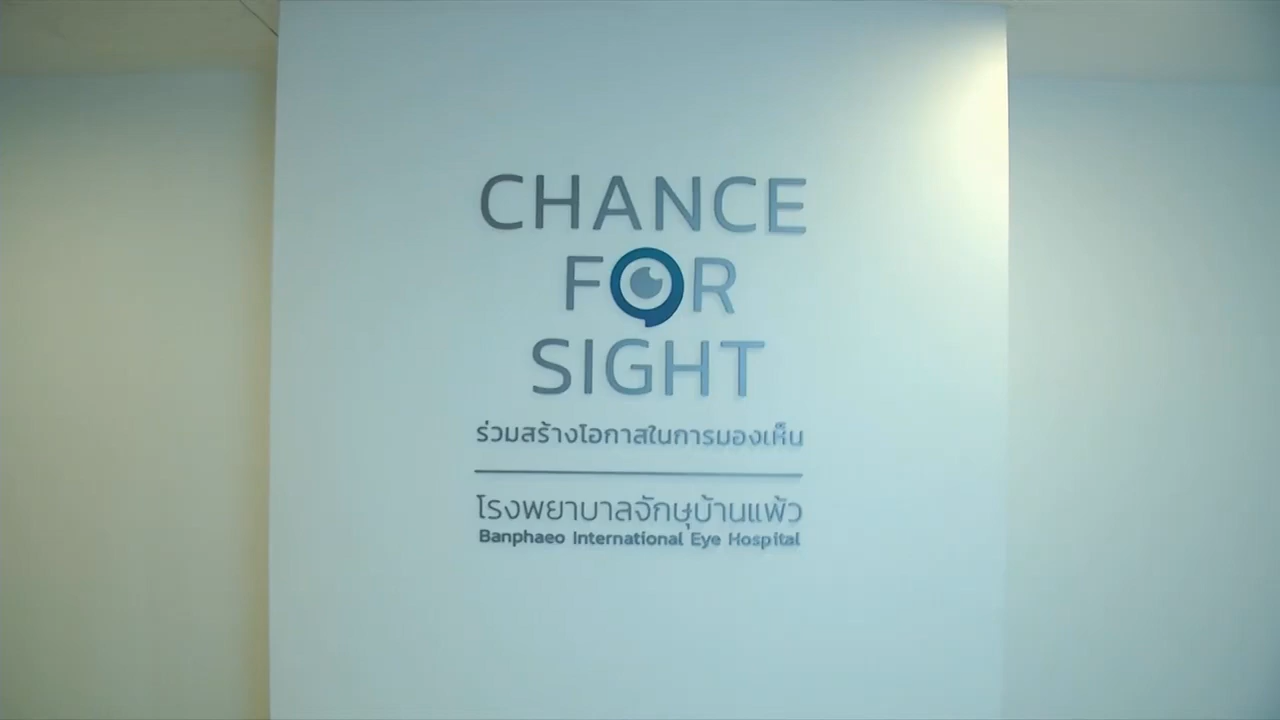 CHANCE
FOR
SIGHT
ร่วมสร้างโอกาสในการมองเห็น
โรงพยาบาลจักษุบ้านแพ้ว
Banphaeo International Eye Hospital